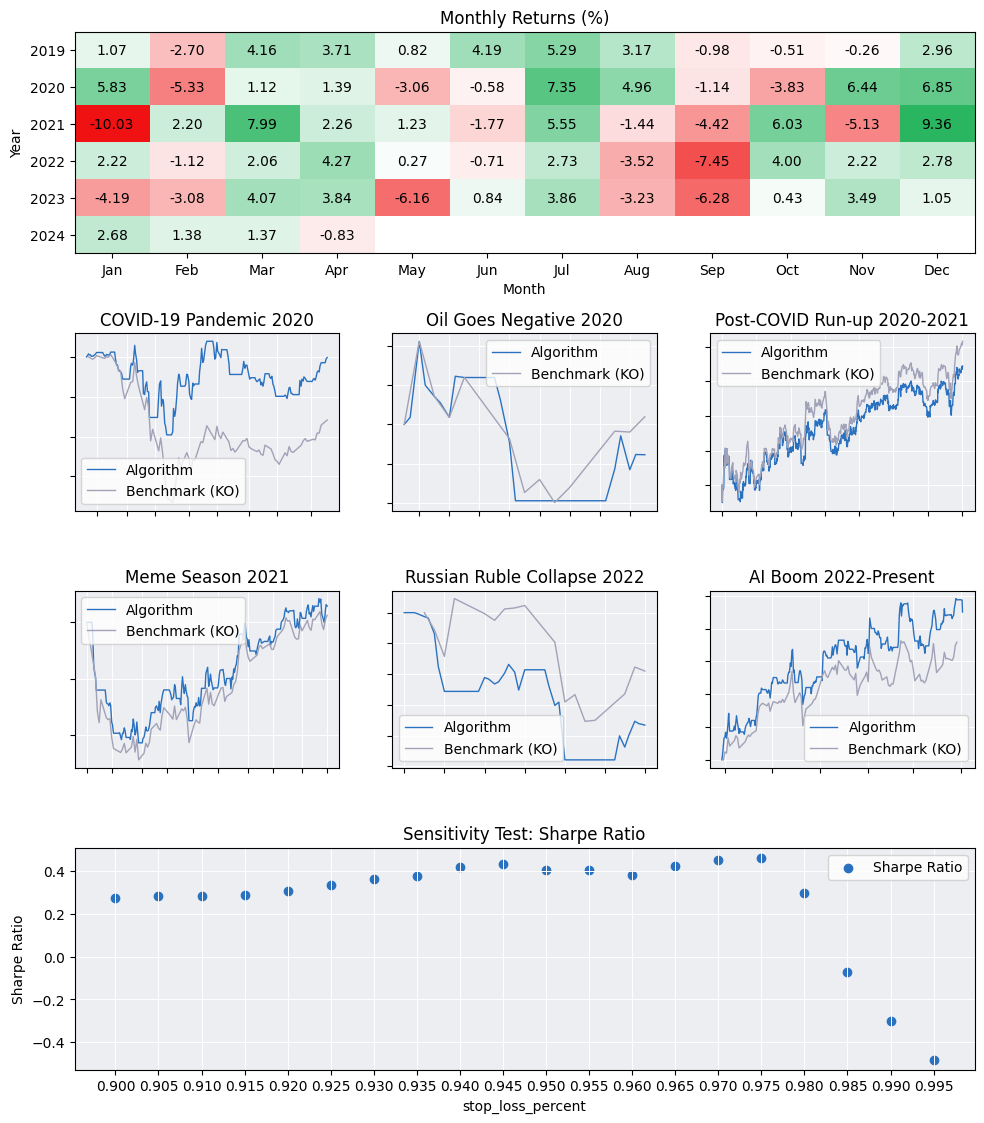 Monthly Returns (%)
Year
2019 1.07 -2.70 4.16 3.71 0.82 4.19 5.29 3.17 -0.98 -0.51 -0.26 2.96
2020 5.83 -5.33 1.12 1.39 -3.06 -0.58 7.35 4.96 -1.14 -3.83 6.44 6.85
2021 -10.03 2.20 7.99 2.26 1.23 -1.77 5.55 -1.44 -4.42 6.03 -5.13 9.36
2022 2.22 -1.12 2.06 4.27 0.27 -0.71 2.73 -3.52 -7.45 4.00 2.22 2.78
2023 -4.19 -3.08 4.07 3.84 -6.16 0.84 3.86 -3.23 -6.28 0.43 3.49 1.05
2024 2.68 1.38 1.37 -0.83
Jan Feb Mar Apr May Jun Jul Aug Sep Oct Nov Dec
Month
COVID-19 Pandemic 2020
Algorithm
Benchmark (KO)
Oil Goes Negative 2020
Algorithm
Benchmark (KO)
Post-COVID Run-up 2020-2021
Algorithm
Benchmark (KO)
Meme Season 2021
Algorithm
Benchmark (KO)
Russian Ruble Collapse 2022
Algorithm
Benchmark (KO)
AI Boom 2022-Present
Algorithm
Benchmark (KO)
Sensitivity Test: Sharpe Ratio
Sharpe Ratio
Sharpe Ratio
0.4
0.2
0.0
−0.2
−0.4
0.900 0.905 0.910 0.915 0.920 0.925 0.930 0.935 0.940 0.945 0.950 0.955 0.960 0.965 0.970 0.975 0.980 0.985 0.990 0.995
stop_loss_percent